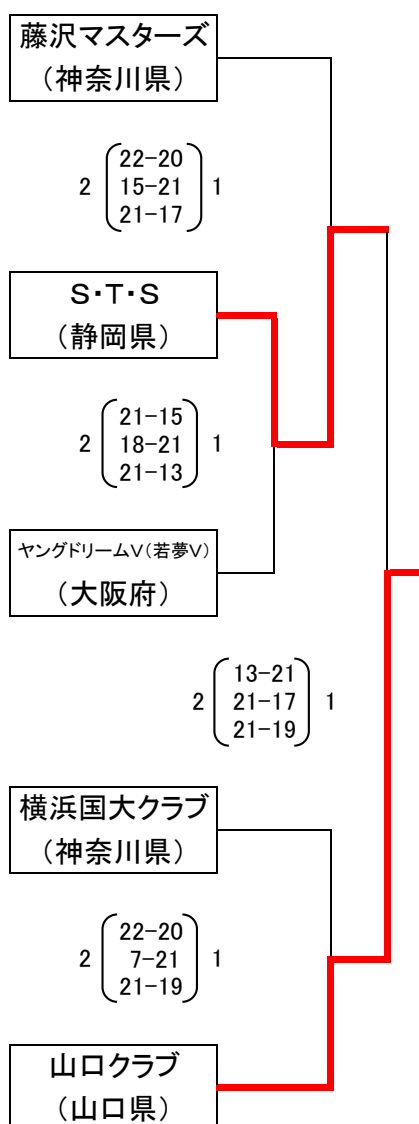 藤沢マスターズ
（神奈川県）
22-20
2 15-21 1
21-17
S・T・S
（静岡県）
21-15
2 18-21 1
21-13
ヤングドリームV（若夢V）
（大阪府）
13-21
2 21-17 1
21-19
横浜国大クラブ
（神奈川県）
22-20
2 7-21 1
21-19
山口クラブ
（山口県）